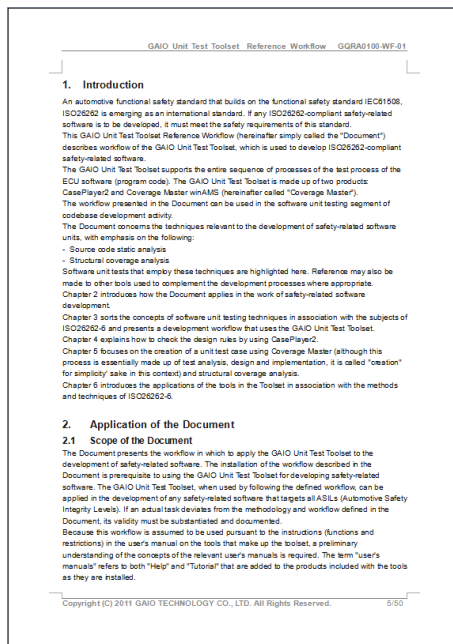 GAIO Unit Test Toolset Reference Workflow GQRA0100-WF-01
1. Introduction
An automotive functional safety standard that builds on the functional safety standard IEC61508,
ISO26262 is emerging as an international standard. If any ISO26262-compliant safety-related
software is to be developed, it must meet the safety requirements of this standard.
This GAIO Unit Test Toolset Reference Workflow (hereinafter simply called the "Document")
describes workflow of the GAIO Unit Test Toolset, which is used to develop ISO26262-compliant
safety-related software.
The GAIO Unit Test Toolset supports the entire sequence of processes of the test process of the
ECU software (program code). The GAIO Unit Test Toolset is made up of two products:
CasePlayer2 and Coverage Master winAMS (hereinafter called "Coverage Master").
The workflow presented in the Document can be used in the software unit testing segment of
codebase development activity.
The Document concerns the techniques relevant to the development of safety-related software
units, with emphasis on the following:
- Source code static analysis
- Structural coverage analysis
Software unit tests that employ these techniques are highlighted here. Reference may also be
made to other tools used to complement the development processes where appropriate.
Chapter 2 introduces how the Document applies in the work of safety-related software
development.
Chapter 3 sorts the concepts of software unit testing techniques in association with the subjects of
ISO26262-6 and presents a development workflow that uses the GAIO Unit Test Toolset.
Chapter 4 explains how to check the design rules by using CasePlayer2.
Chapter 5 focuses on the creation of a unit test case using Coverage Master (although this
process is essentially made up of test analysis, design and implementation, it is called "creation"
for simplicity' sake in this context) and structural coverage analysis.
Chapter 6 introduces the applications of the tools in the Toolset in association with the methods
and techniques of ISO26262-6.
2. Application of the Document
2.1 Scope of the Document
The Document presents the workflow in which to apply the GAIO Unit Test Toolset to the
development of safety-related software. The installation of the workflow described in the
Document is prerequisite to using the GAIO Unit Test Toolset for developing safety-related
software. The GAIO Unit Test Toolset, when used by following the defined workflow, can be
applied in the development of any safety-related software that targets all ASILs (Automotive Safety
Integrity Levels). If an actual task deviates from the methodology and workflow defined in the
Document, its validity must be substantiated and documented.
Because this workflow is assumed to be used pursuant to the instructions (functions and
restrictions) in the user's manual on the tools that make up the toolset, a preliminary
understanding of the concepts of the relevant user's manuals is required. The term "user's
manuals" refers to both "Help" and "Tutorial" that are added to the products included with the tools
as they are installed.
Copyright (C) 2011 GAIO TECHNOLOGY CO., LTD. All Rights Reserved. 5/50